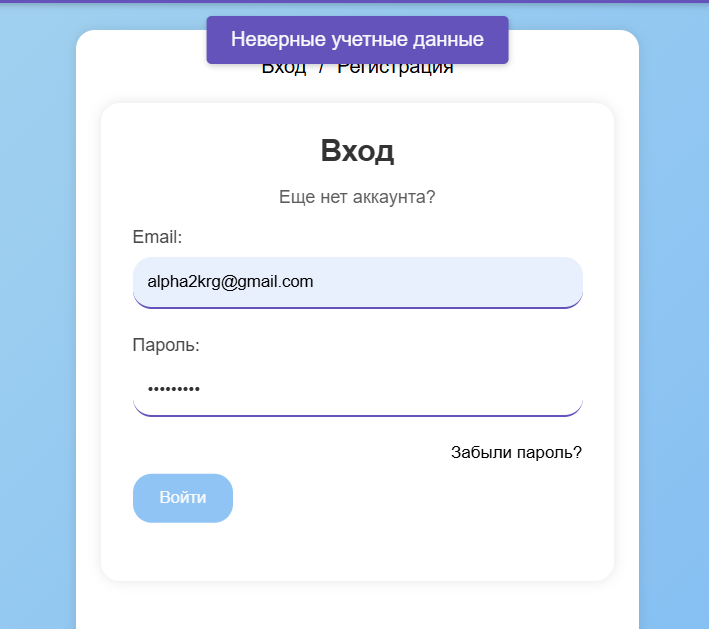 Неверные учетные данные
Вход / Регистрация
Вход
Еще нет аккаунта?
Email:
alpha2krg@gmail.com
Пароль:
•••••••••
Забыли пароль?
Войти